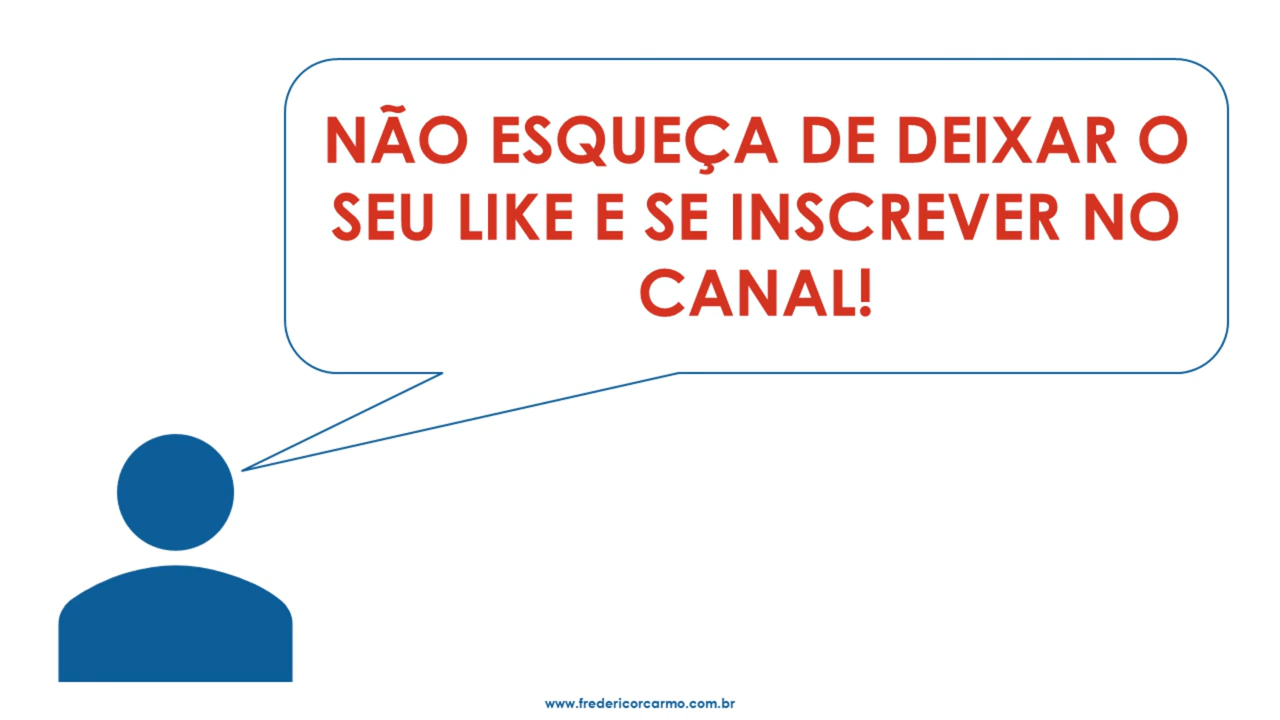 NÃO ESQUEÇA DE DEIXAR O
SEU LIKE E SE INSCREVER NO
CANAL!
www.fredericorcarmo.com.br